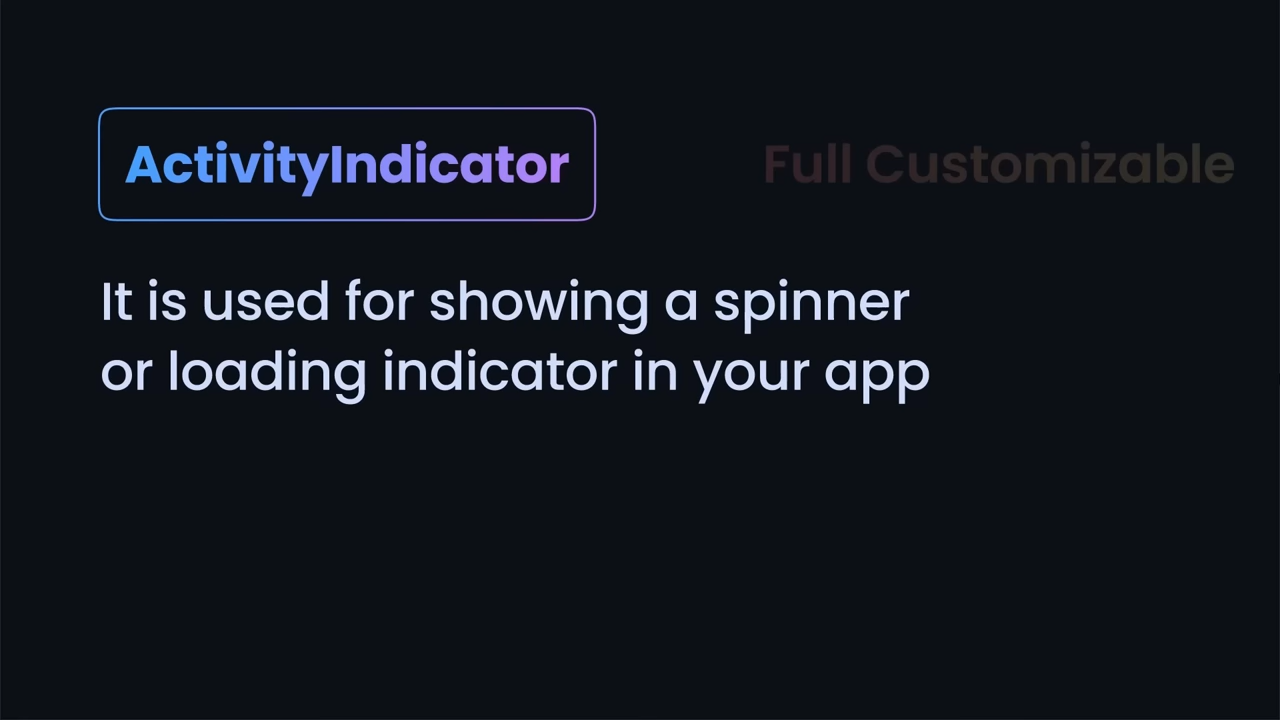 ActivityIndicator
Full Customizable
It is used for showing a spinner
or loading indicator in your app